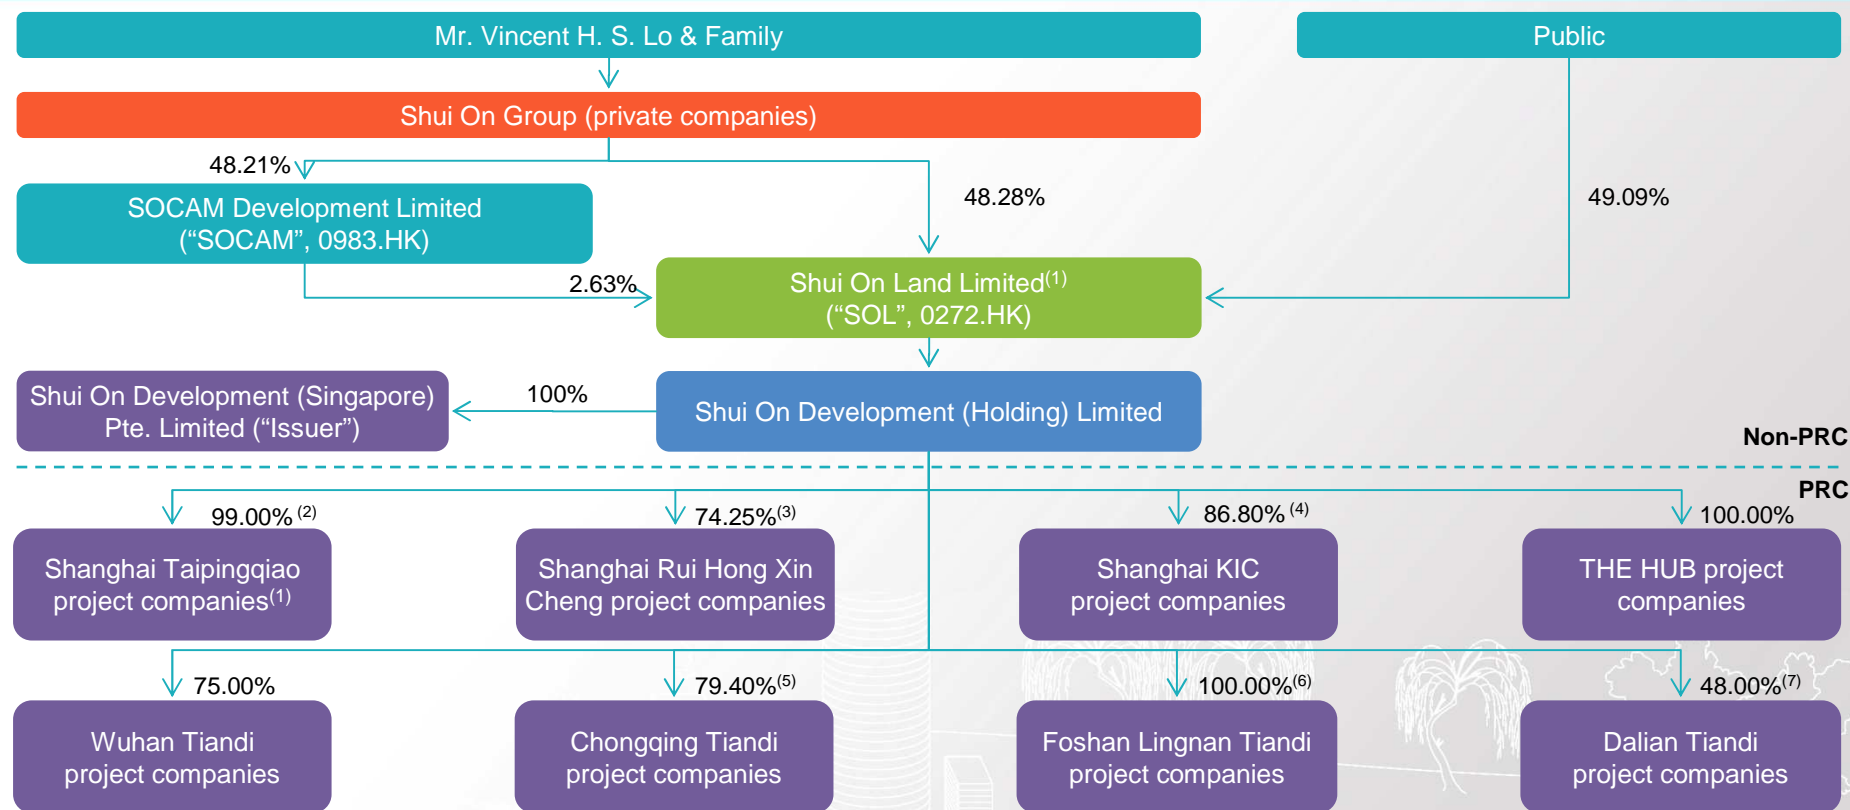 Mr. Vincent H. S. Lo & Family
Public
Shui On Group (private companies)
48.21%
48.28%
49.09%
SOCAM Development Limited
(“SOCAM”, 0983.HK)
2.63%
Shui On Land Limited(1)
(“SOL”, 0272.HK)
Shui On Development (Singapore)
Pte. Limited (“Issuer”)
100%
Shui On Development (Holding) Limited
Non-PRC
PRC
99.00% (2)
74.25%(3)
86.80% (4)
100.00%
Shanghai Taipingqiao
project companies(1)
Shanghai Rui Hong Xin
Cheng project companies
Shanghai KIC
project companies
THE HUB project
companies
75.00%
79.40%(5)
100.00%(6)
48.00%(7)
Wuhan Tiandi
project companies
Chongqing Tiandi
project companies
Foshan Lingnan Tiandi
project companies
Dalian Tiandi
project companies